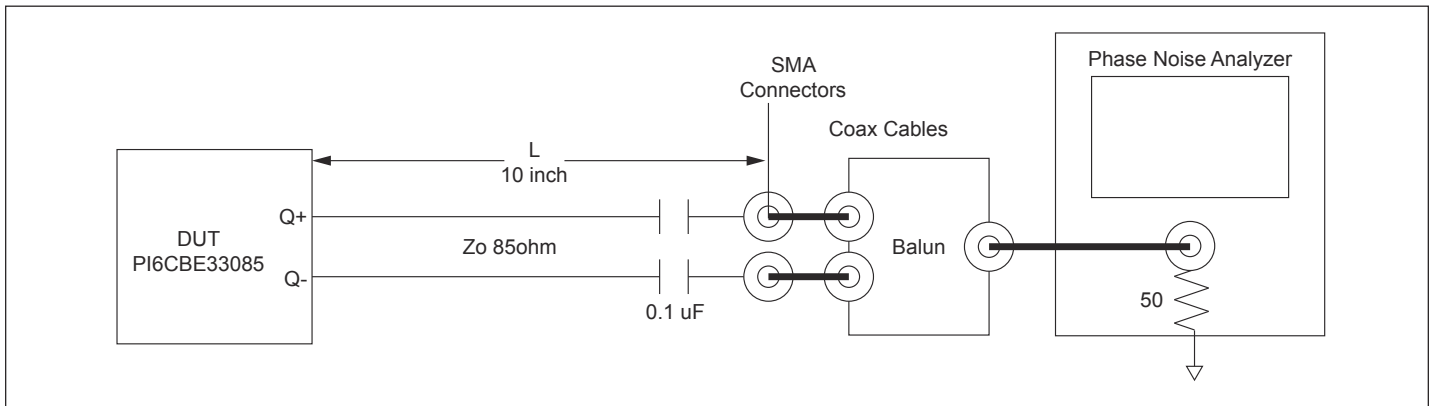 Phase Noise Analyzer
SMA
Connectors
Coax Cables
L
10 inch
Q+
DUT
PI6CBE33085
Zo 85ohm
Balun
Q-
0.1 uF
50